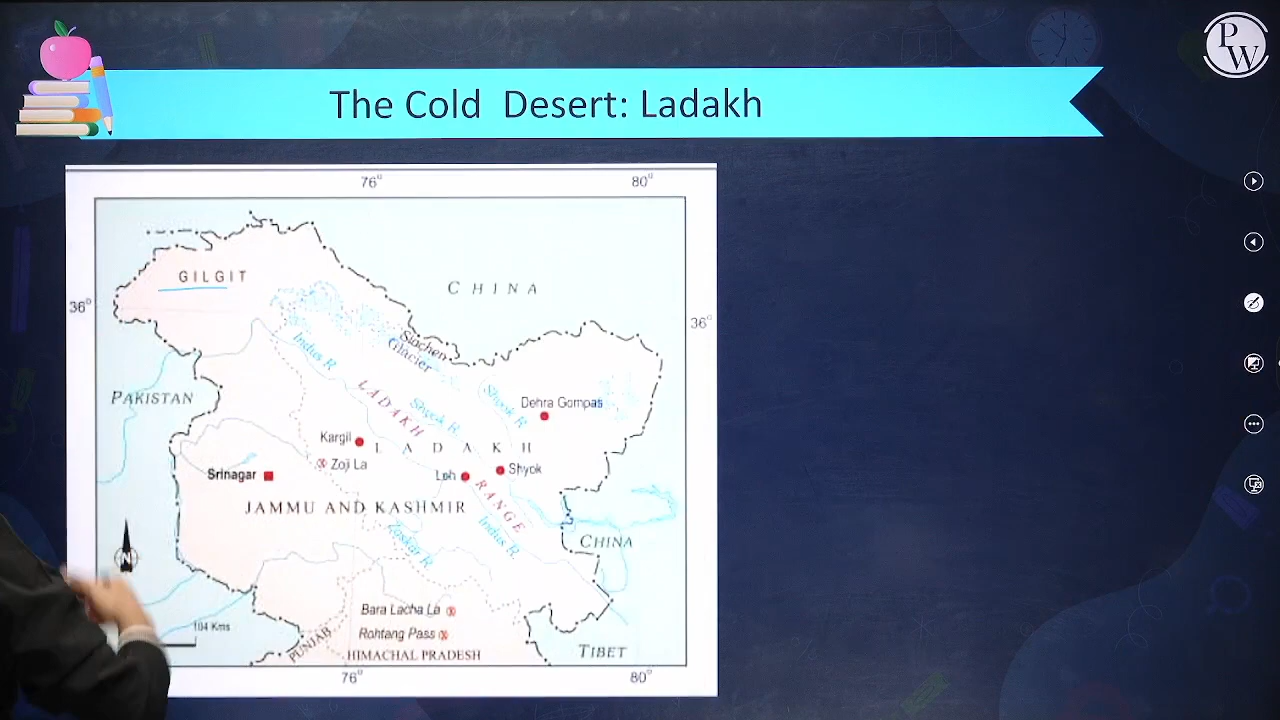 P
W
The Cold Desert: Ladakh
76°
80°
GILGIT
CHINA
36°
36°
Siachen
Glacier
Indus R.
PAKISTAN
LADAKH
Shyok R.
Shyok R.
Dehra Gompas
Kargil
LADAKH
Zoji La
Srinagar
Leh
Shyok
RANGE
JAMMU AND KASHMIR
Indus R.
Zaskar R.
CHINA
N
Bara Lacha La
104 Kms
Rohtang Pass
PUNJAB
HIMACHAL PRADESH
TIBET
76°
80°